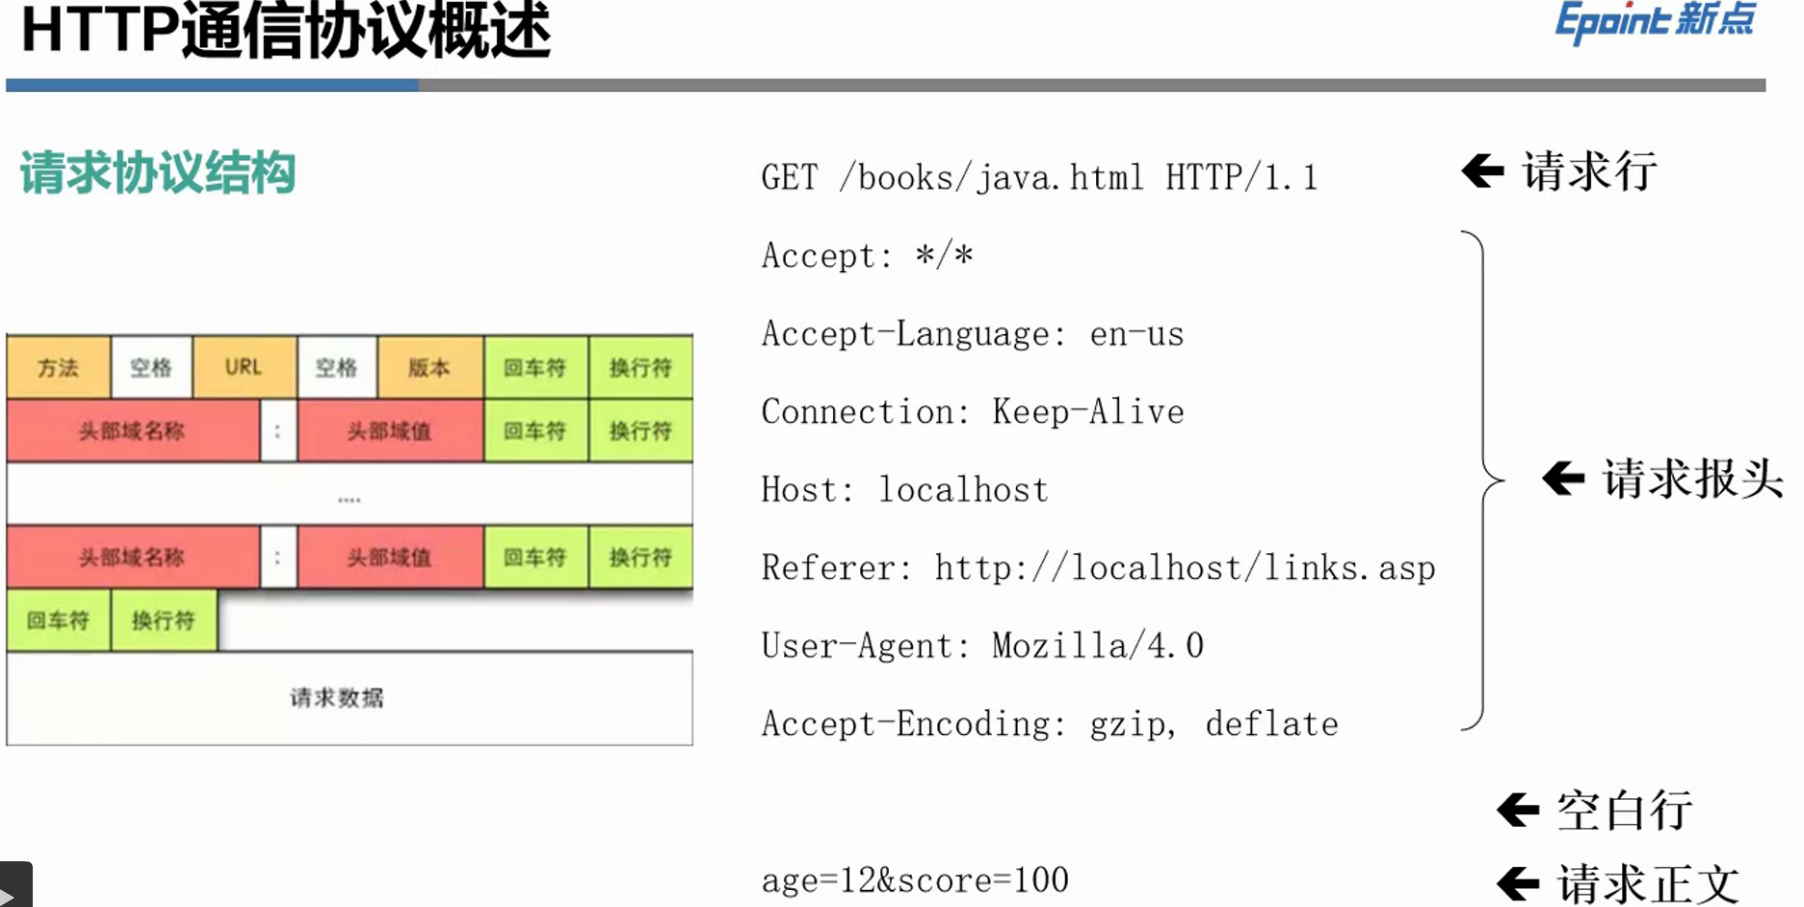 HTTP通信协议概述
Epoint 新点
请求协议结构
GET /books/java.html HTTP/1.1 ← 请求行
Accept: */*
Accept-Language: en-us
Connection: Keep-Alive
Host: localhost
← 请求报头
Referer: http://localhost/links.asp
User-Agent: Mozilla/4.0
Accept-Encoding: gzip, deflate
← 空白行
age=12&score=100 ← 请求正文
方法 空格 URL 空格 版本 回车符 换行符
头部域名称 : 头部域值 回车符 换行符
....
头部域名称 : 头部域值 回车符 换行符
回车符 换行符
请求数据